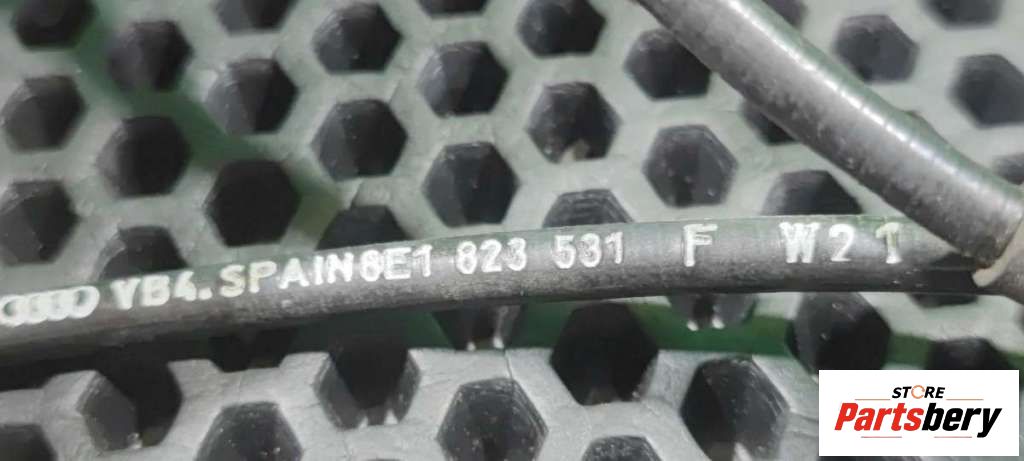 VB4.SPAIN8E1 823 531 F W21
STORE
Partsbery